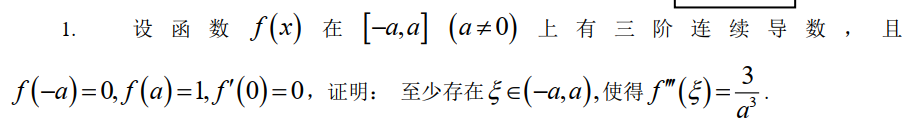 1. 设函数 f(x) 在 [-a,a] (a≠0) 上有三阶连续导数，且
f(-a)=0, f(a)=1, f′(0)=0，证明： 至少存在ξ∈(-a,a),使得 f‴(ξ)=3/a³.